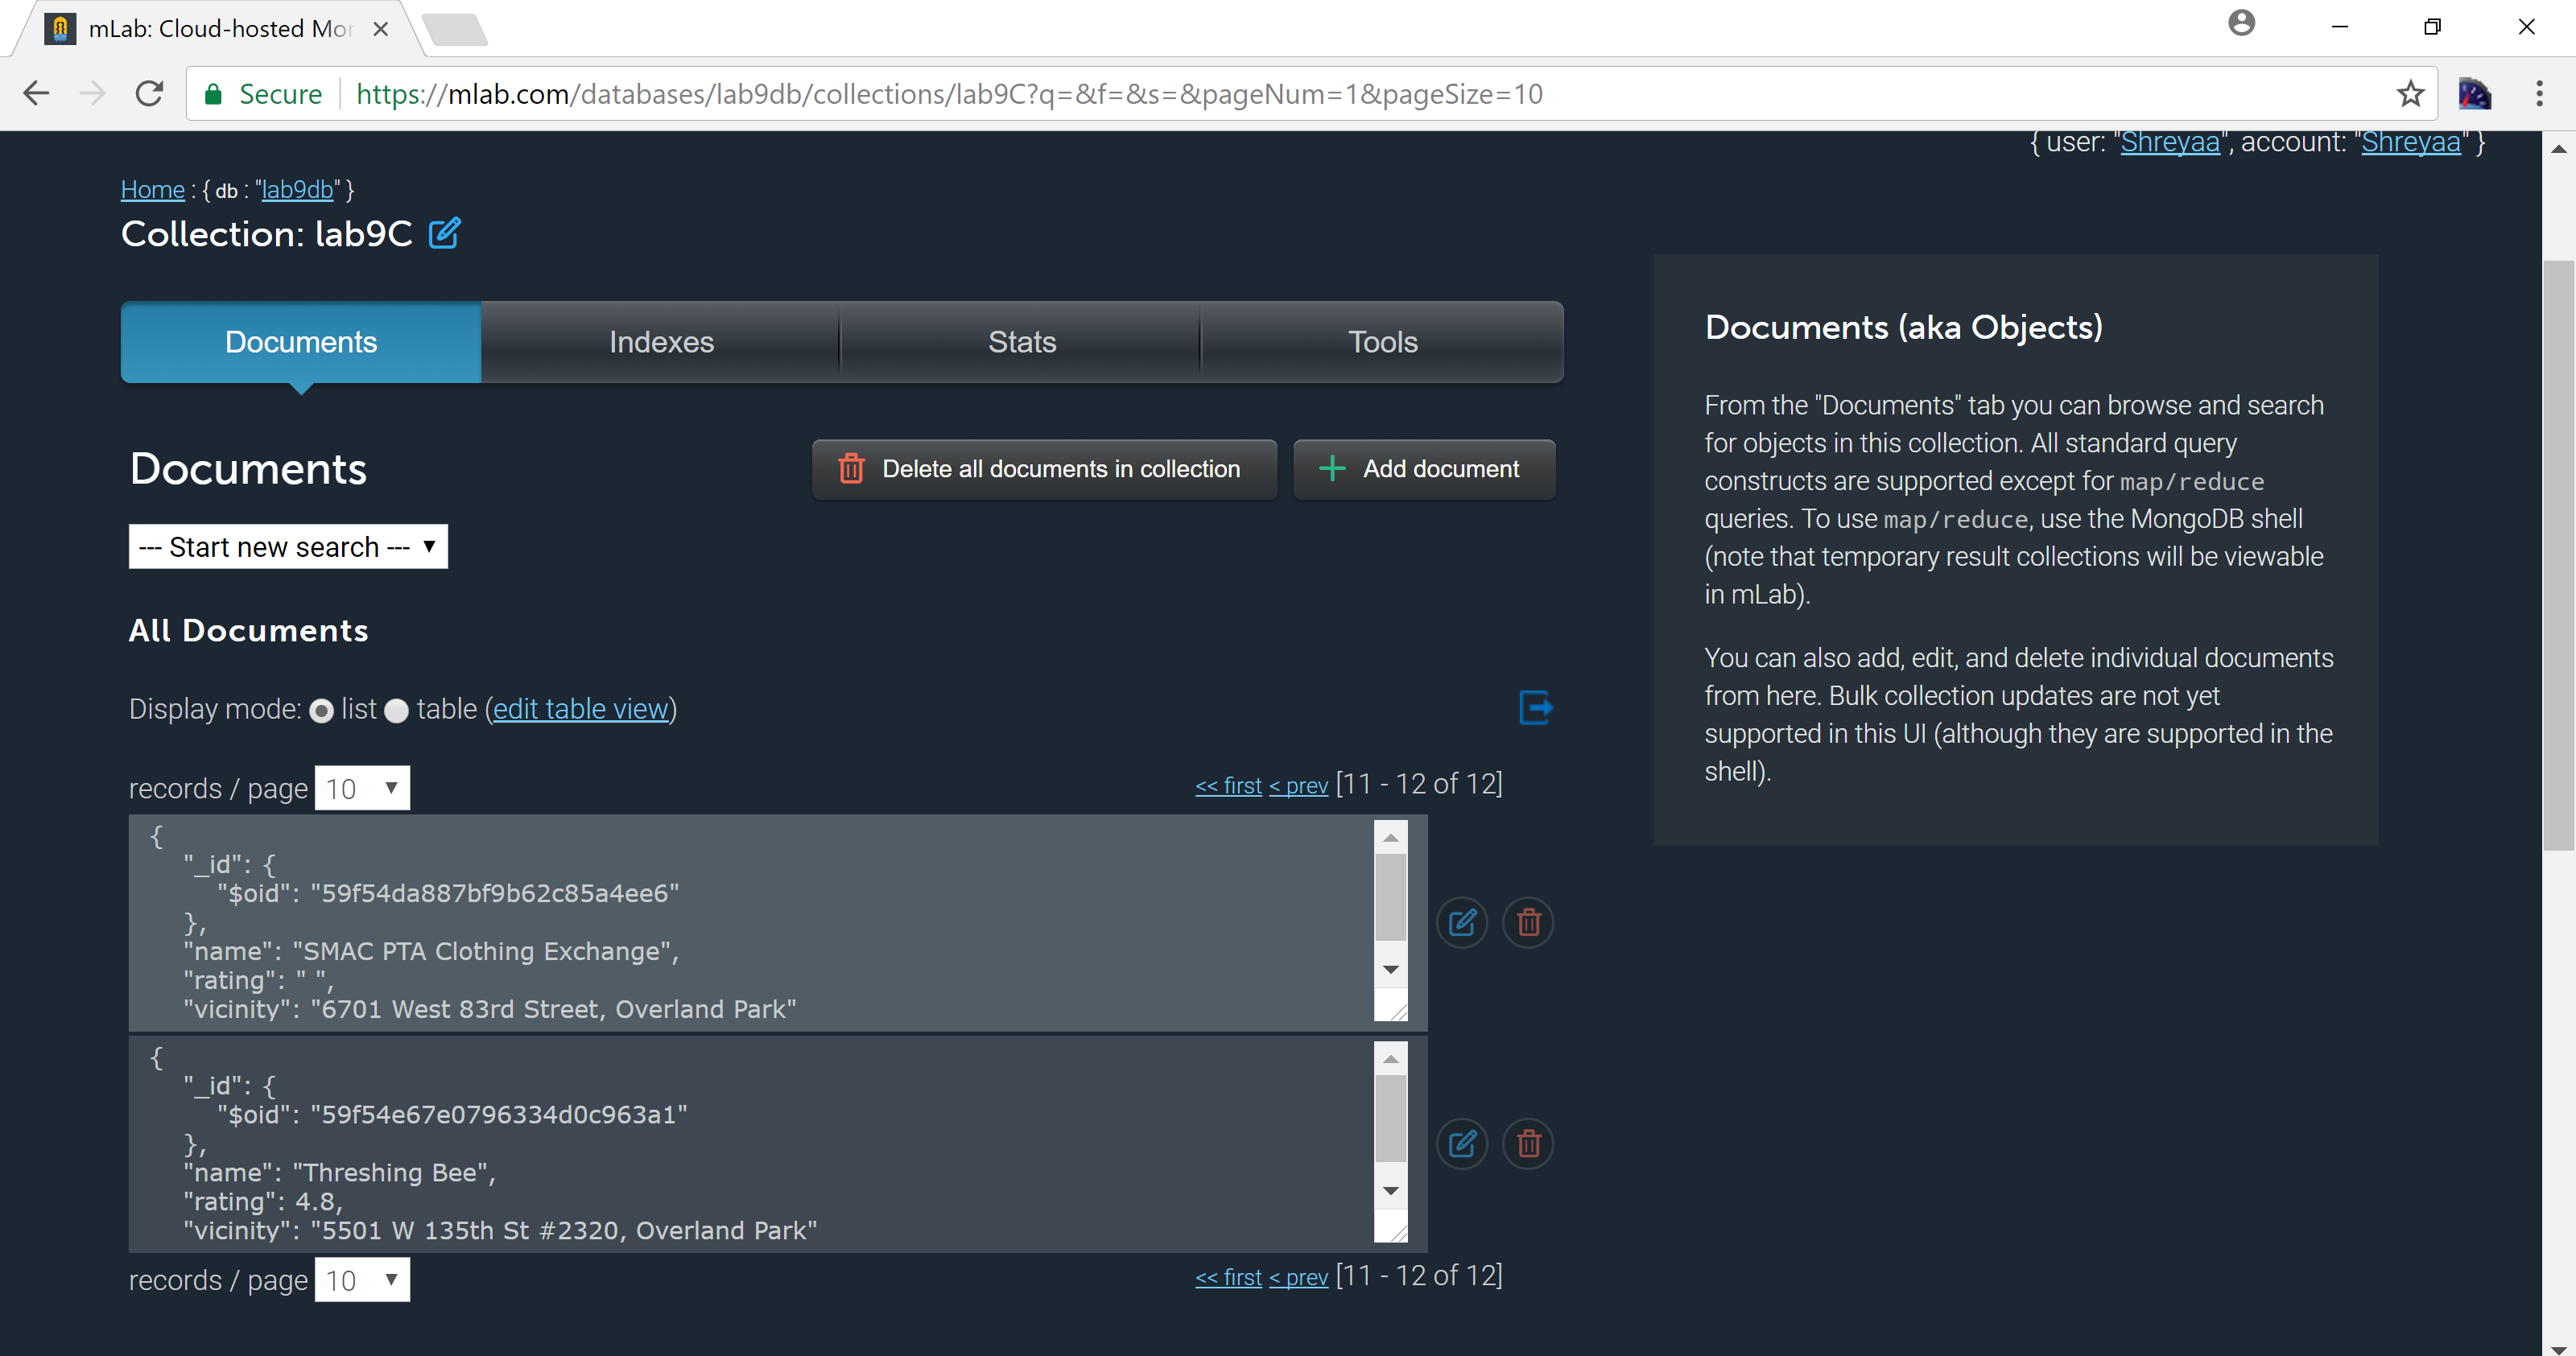 mLab: Cloud-hosted Mor
Secure
https://mlab.com/databases/lab9db/collections/lab9C?q=&f=&s=&pageNum=1&pageSize=10
{ user: "Shreyaa", account: "Shreyaa" }
Home : { db : "lab9db" }
Collection: lab9C
Documents
Indexes
Stats
Tools
Documents
Delete all documents in collection
Add document
--- Start new search ---
All Documents
Display mode: list table (edit table view)
records / page 10
<< first < prev [11 - 12 of 12]
{
"_id": {
"$oid": "59f54da887bf9b62c85a4ee6"
},
"name": "SMAC PTA Clothing Exchange",
"rating": " ",
"vicinity": "6701 West 83rd Street, Overland Park"
{
"_id": {
"$oid": "59f54e67e0796334d0c963a1"
},
"name": "Threshing Bee",
"rating": 4.8,
"vicinity": "5501 W 135th St #2320, Overland Park"
records / page 10
<< first < prev [11 - 12 of 12]
Documents (aka Objects)
From the "Documents" tab you can browse and search
for objects in this collection. All standard query
constructs are supported except for map/reduce
queries. To use map/reduce, use the MongoDB shell
(note that temporary result collections will be viewable
in mLab).
You can also add, edit, and delete individual documents
from here. Bulk collection updates are not yet
supported in this UI (although they are supported in the
shell).